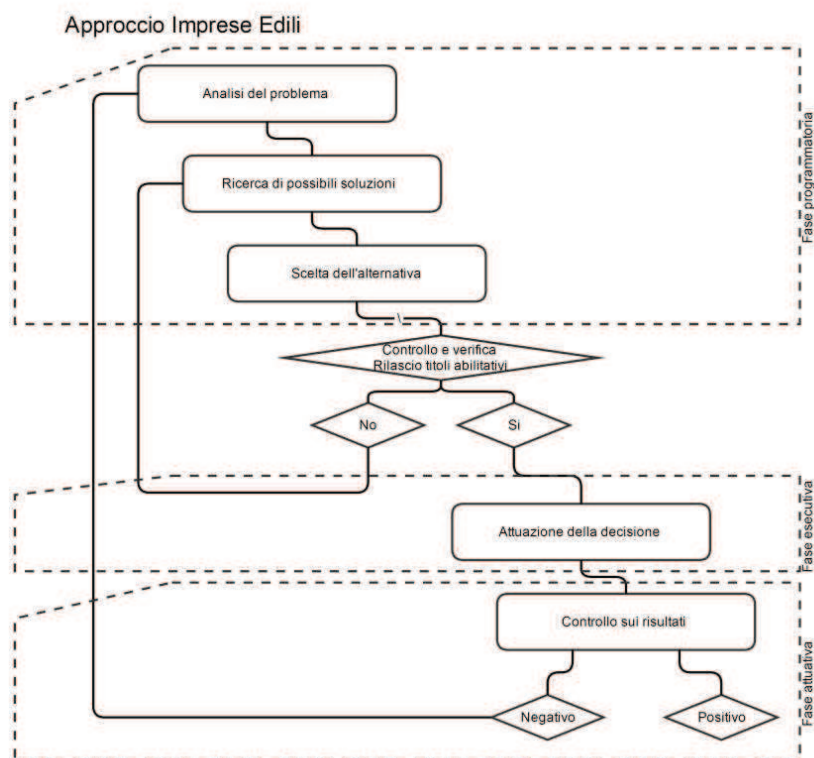 Approccio Imprese Edili
Analisi del problema
Ricerca di possibili soluzioni
Scelta dell'alternativa
Fase programmatoria
\
Controllo e verifica
Rilascio titoli abilitativi
No
Si
Attuazione della decisione
Fase esecutiva
Controllo sui risultati
Negativo
Positivo
Fase attuativa